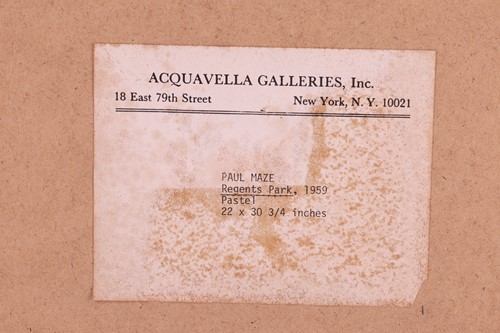 ACQUAVELLA GALLERIES, Inc.
18 East 79th Street New York, N. Y. 10021
PAUL MAZE
Regents Park, 1959
Pastel
22 x 30 3/4 inches